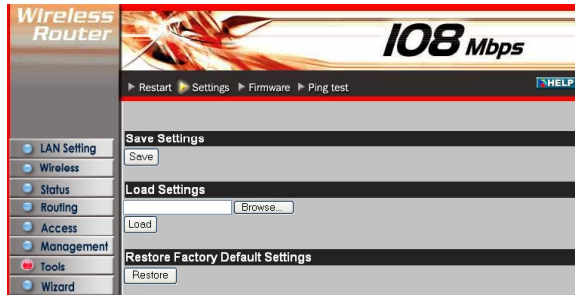 Wireless
Router
108 Mbps
Restart Settings Firmware Ping test
HELP
LAN Setting
Wireless
Status
Routing
Access
Management
Tools
Wizard
Save Settings
Save
Load Settings
Browse...
Load
Restore Factory Default Settings
Restore